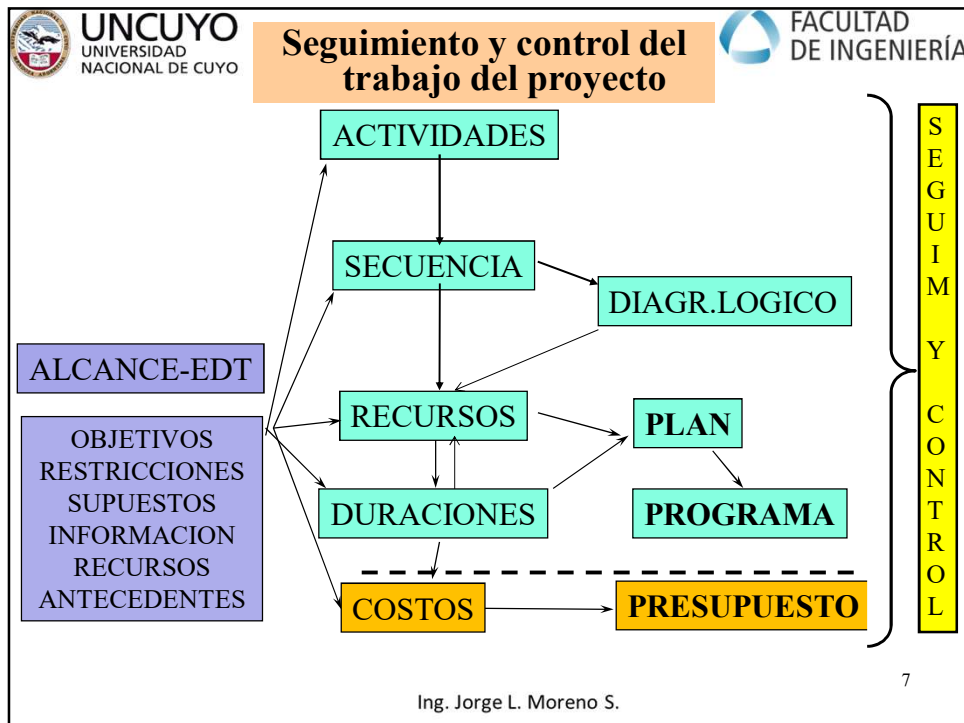 UNCUYO
UNIVERSIDAD
NACIONAL DE CUYO
Seguimiento y control del
trabajo del proyecto
FACULTAD
DE INGENIERÍA
ACTIVIDADES
SECUENCIA
DIAGR.LOGICO
ALCANCE-EDT
RECURSOS
PLAN
OBJETIVOS
RESTRICCIONES
SUPUESTOS
INFORMACION
RECURSOS
ANTECEDENTES
DURACIONES
PROGRAMA
COSTOS
PRESUPUESTO
S
E
G
U
I
M
Y
C
O
N
T
R
O
L
7
Ing. Jorge L. Moreno S.